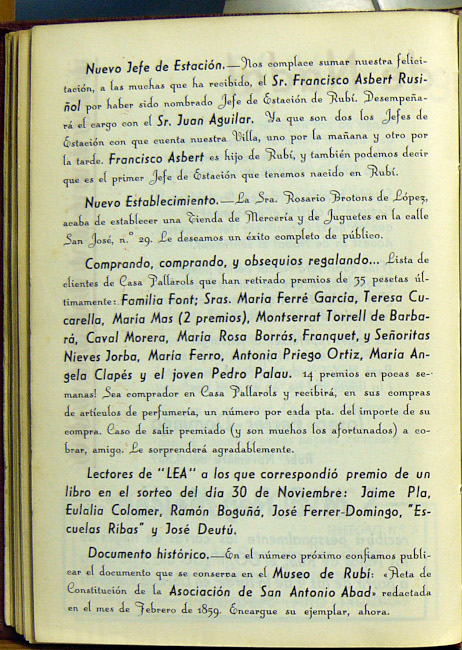 Nuevo Jefe de Estación.—Nos complace sumar nuestra felici-
tación, a las muchas que ha recibido, el Sr. Francisco Asbert Rusi-
ñol por haber sido nombrado Jefe de Estación de Rubí. Desempeña-
rá el cargo con el Sr. Juan Aguilar. Ya que son dos los Jefes de
Estación con que cuenta nuestra Villa, uno por la mañana y otro por
la tarde. Francisco Asbert es hijo de Rubí, y también podemos decir
que es el primer Jefe de Estación que tenemos nacido en Rubí.
Nuevo Establecimiento.—La Sra. Rosario Brotons de López,
acaba de establecer una Tienda de Mercería y de Juguetes en la calle
San José, n.º 29. Le deseamos un éxito completo de público.
Comprando, comprando, y obsequios regalando... Lista de
clientes de Casa Pallarols que han retirado premios de 35 pesetas úl-
timamente: Familia Font; Sras. Maria Ferré Garcia, Teresa Cu-
carella, Maria Mas (2 premios), Montserrat Torrell de Barba-
rá, Caval Morera, Maria Rosa Borrás, Franquet, y Señoritas
Nieves Jorba, Maria Ferro, Antonia Priego Ortiz, Maria An-
gela Clapés y el joven Pedro Palau. 14 premios en pocas se-
manas! Sea comprador en Casa Pallarols y recibirá, en sus compras
de artículos de perfumería, un número por cada pta. del importe de su
compra. Caso de salir premiado (y son muchos los afortunados) a co-
brar, amigo. Le sorprenderá agradablemente.
Lectores de "LEA" a los que correspondió premio de un
libro en el sorteo del dia 30 de Noviembre: Jaime Pla,
Eulalia Colomer, Ramón Boguñá, José Ferrer-Domingo, "Es-
cuelas Ribas" y José Deutú.
Documento histórico.—En el número próximo confiamos publi-
car el documento que se conserva en el Museo de Rubí: «Acta de
Constitución de la Asociación de San Antonio Abad» redactada
en el mes de Febrero de 1859. Encargue su ejemplar, ahora.